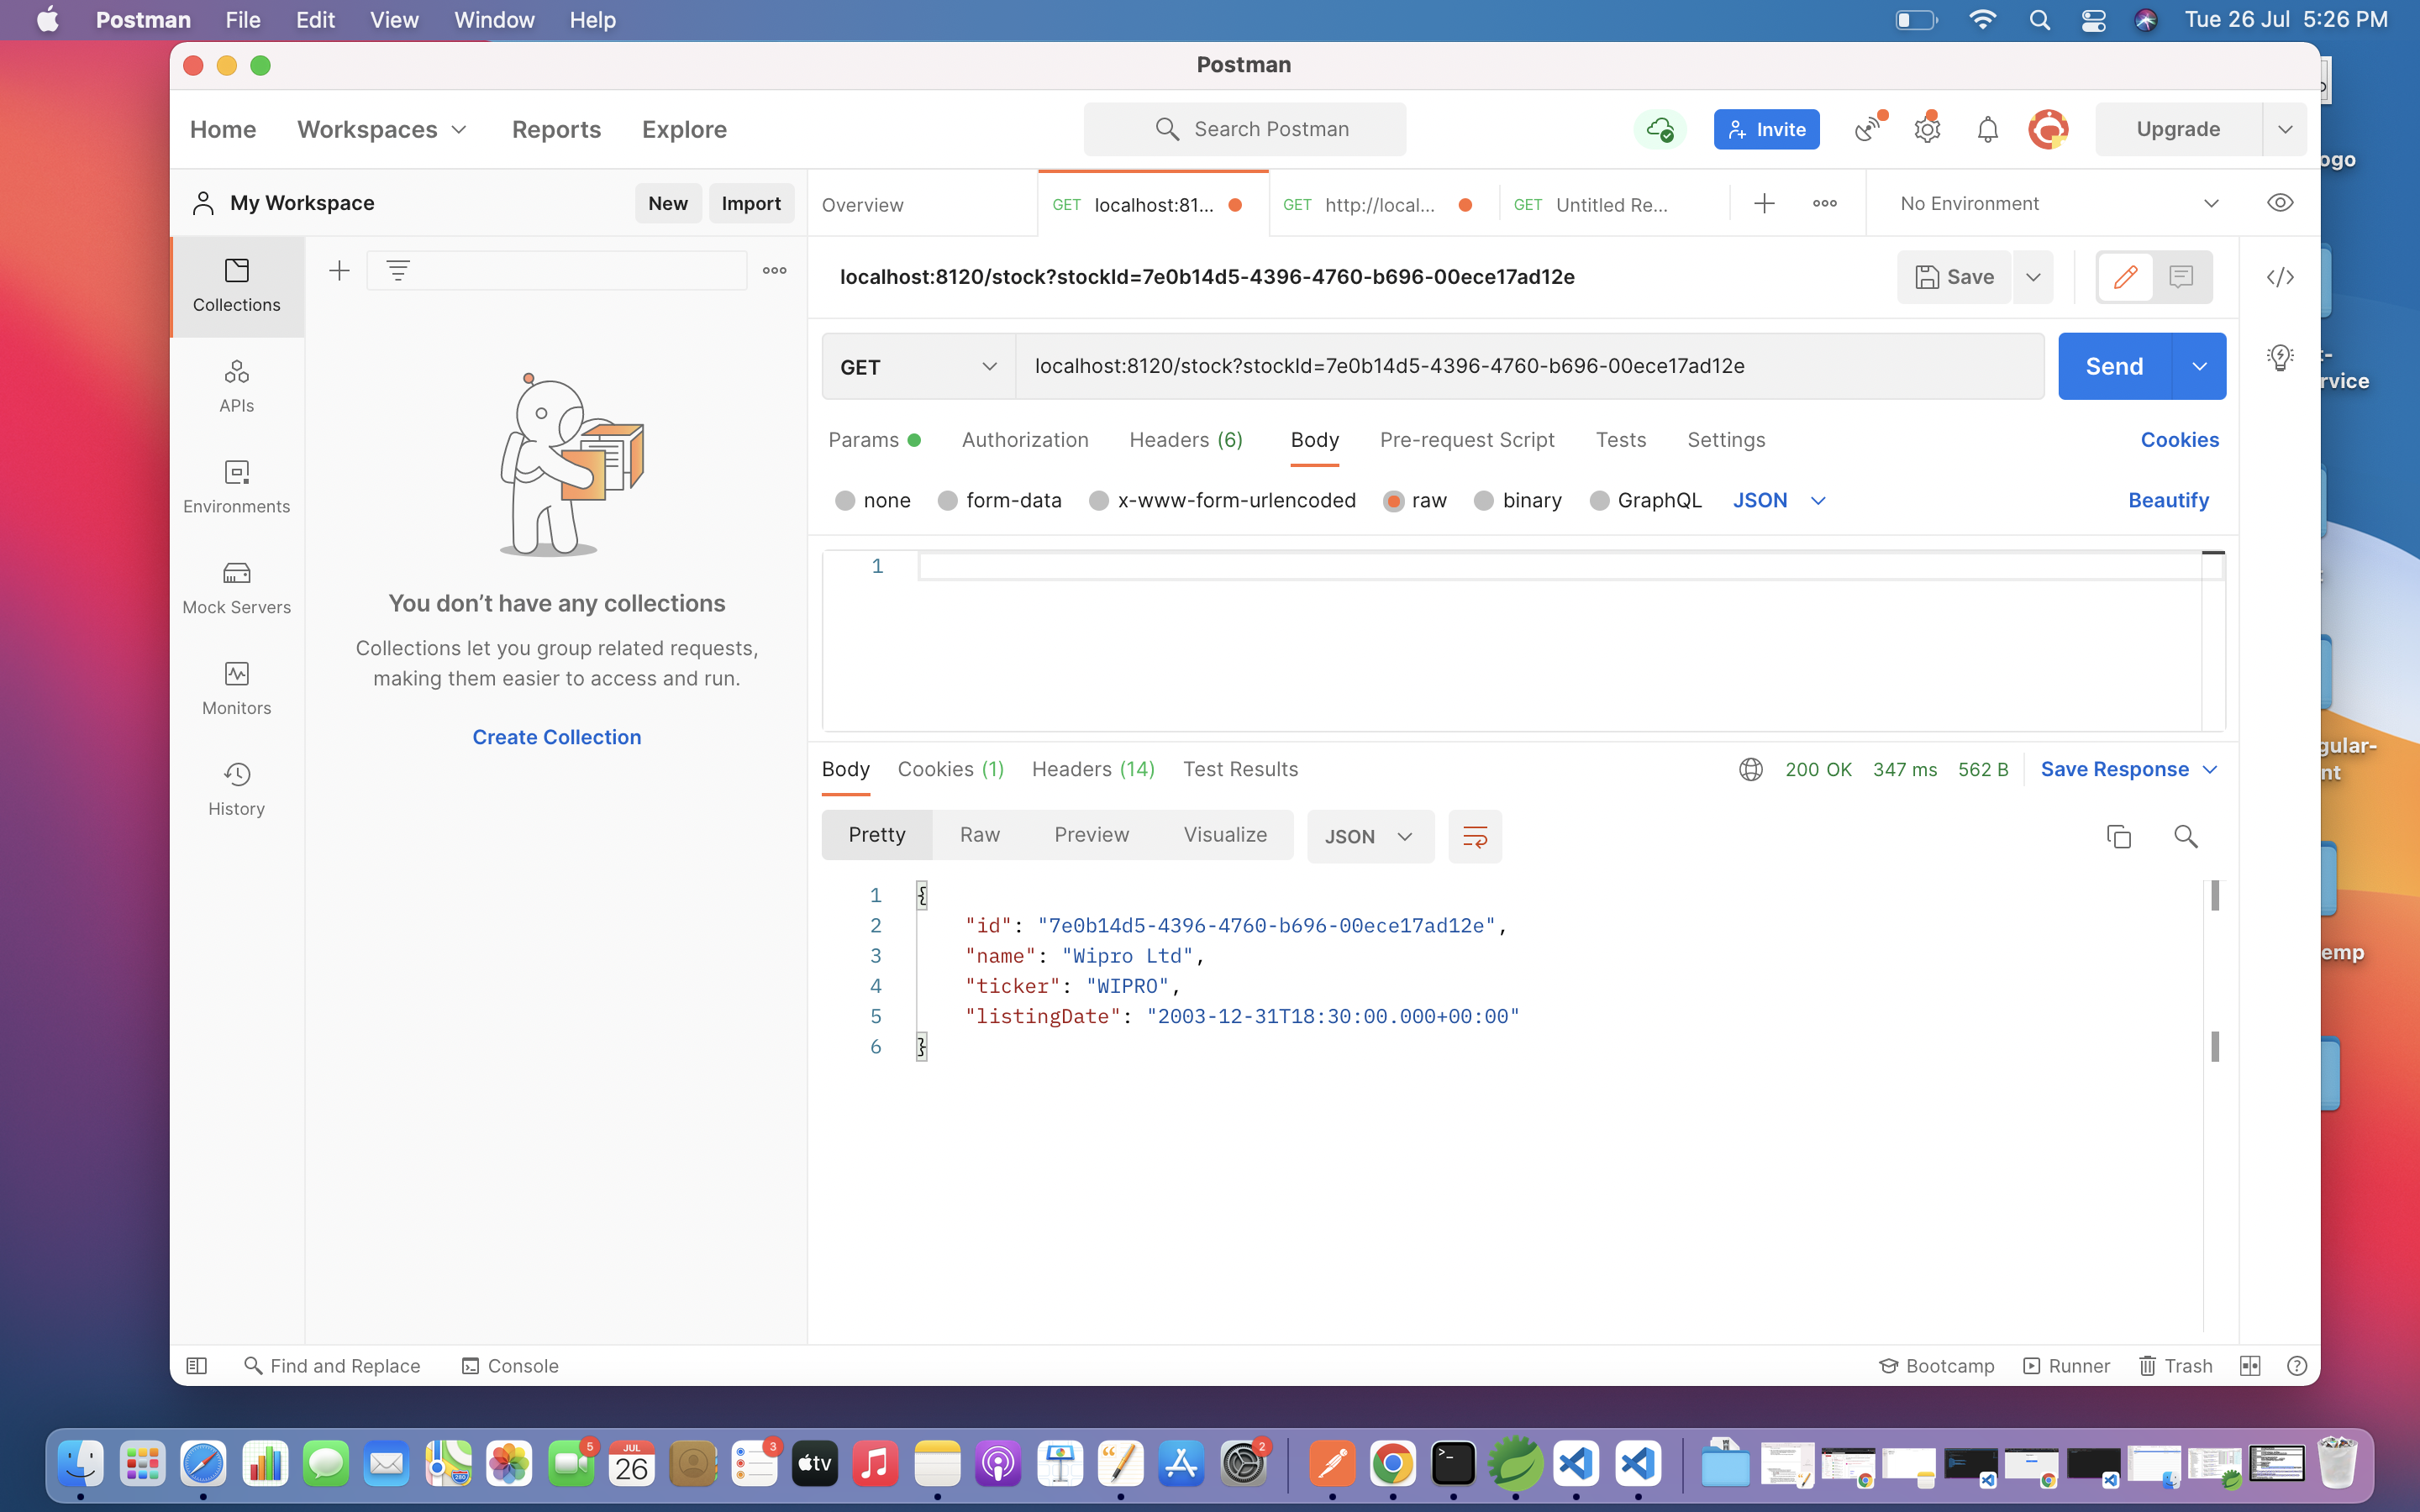 Postman File Edit View Window Help Tue 26 Jul 5:26 PM
Postman
Home Workspaces Reports Explore Search Postman Invite Upgrade
My Workspace New Import
Overview GET localhost:81... GET http://local... GET Untitled Re... No Environment
Collections
APIs
Environments
Mock Servers
Monitors
History
You don’t have any collections
Collections let you group related requests,
making them easier to access and run.
Create Collection
localhost:8120/stock?stockId=7e0b14d5-4396-4760-b696-00ece17ad12e Save
GET localhost:8120/stock?stockId=7e0b14d5-4396-4760-b696-00ece17ad12e Send
Params Authorization Headers (6) Body Pre-request Script Tests Settings Cookies
none form-data x-www-form-urlencoded raw binary GraphQL JSON Beautify
1
Body Cookies (1) Headers (14) Test Results 200 OK 347 ms 562 B Save Response
Pretty Raw Preview Visualize JSON
1 {
2 "id": "7e0b14d5-4396-4760-b696-00ece17ad12e",
3 "name": "Wipro Ltd",
4 "ticker": "WIPRO",
5 "listingDate": "2003-12-31T18:30:00.000+00:00"
6 }
Find and Replace Console Bootcamp Runner Trash
ogo
rvice
gular-
nt
emp
5 JUL 26 3 tv 2
280